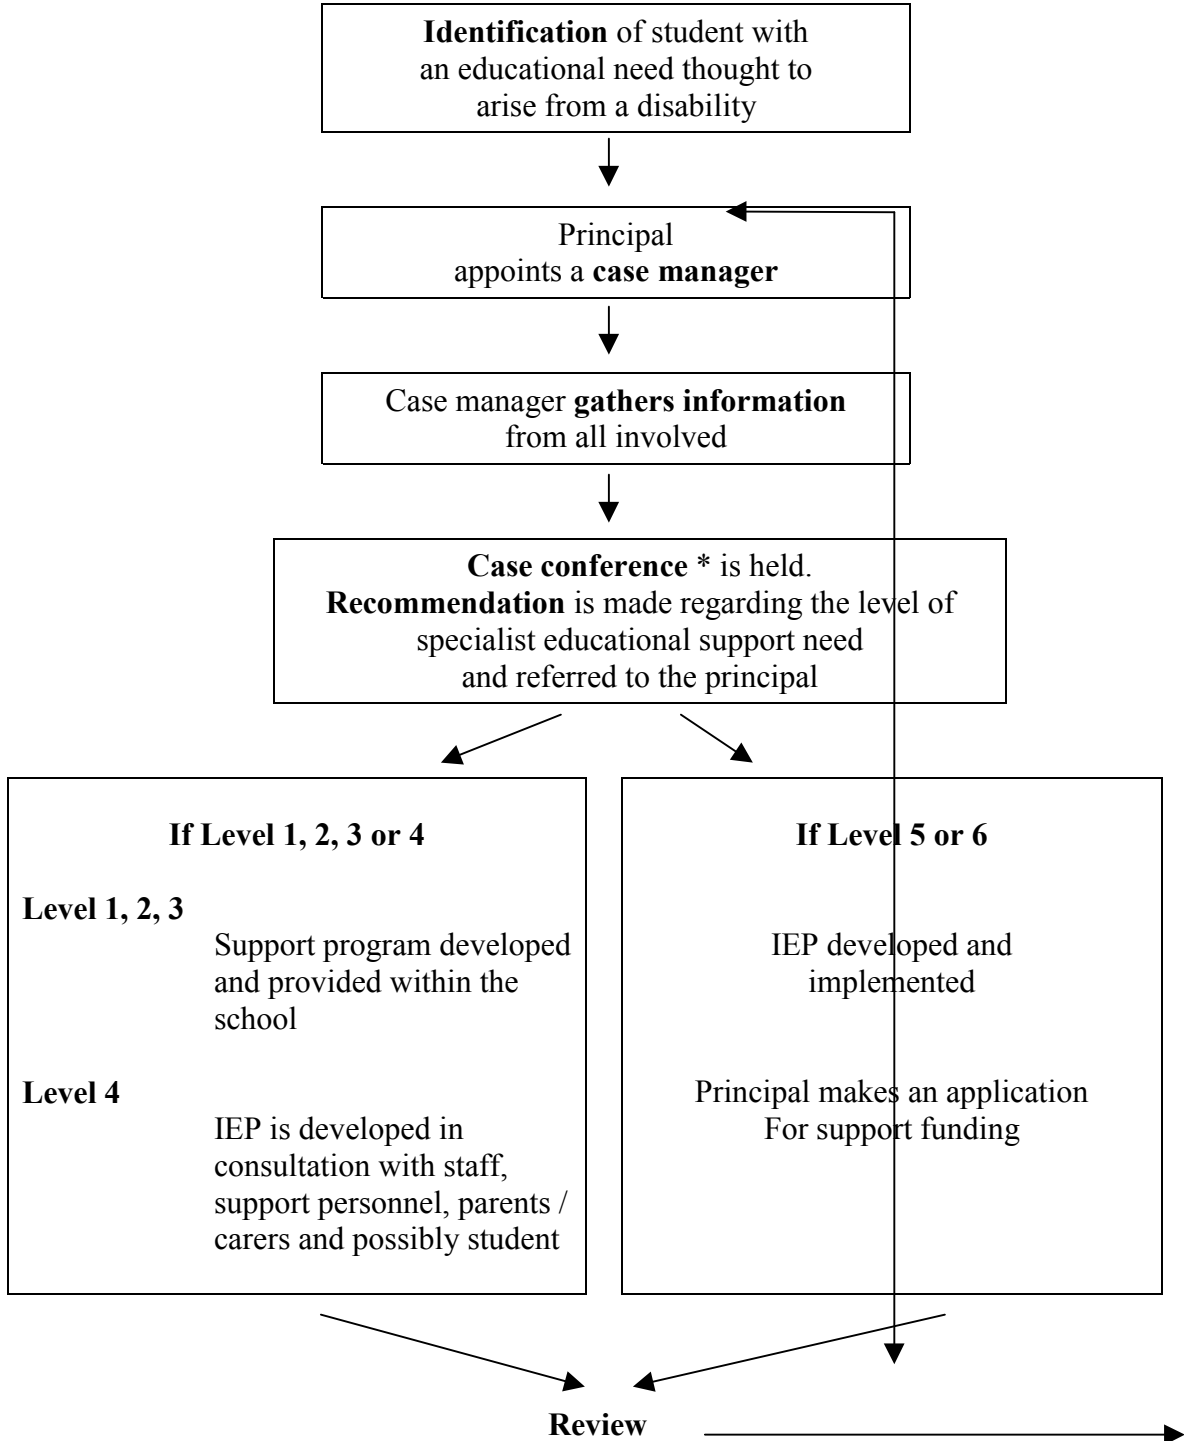 Identification of student with
an educational need thought to
arise from a disability
Principal
appoints a case manager
Case manager gathers information
from all involved
Case conference * is held.
Recommendation is made regarding the level of
specialist educational support need
and referred to the principal
If Level 1, 2, 3 or 4
Level 1, 2, 3
Support program developed
and provided within the
school
Level 4
IEP is developed in
consultation with staff,
support personnel, parents /
carers and possibly student
If Level 5 or 6
IEP developed and
implemented
Principal makes an application
For support funding
Review